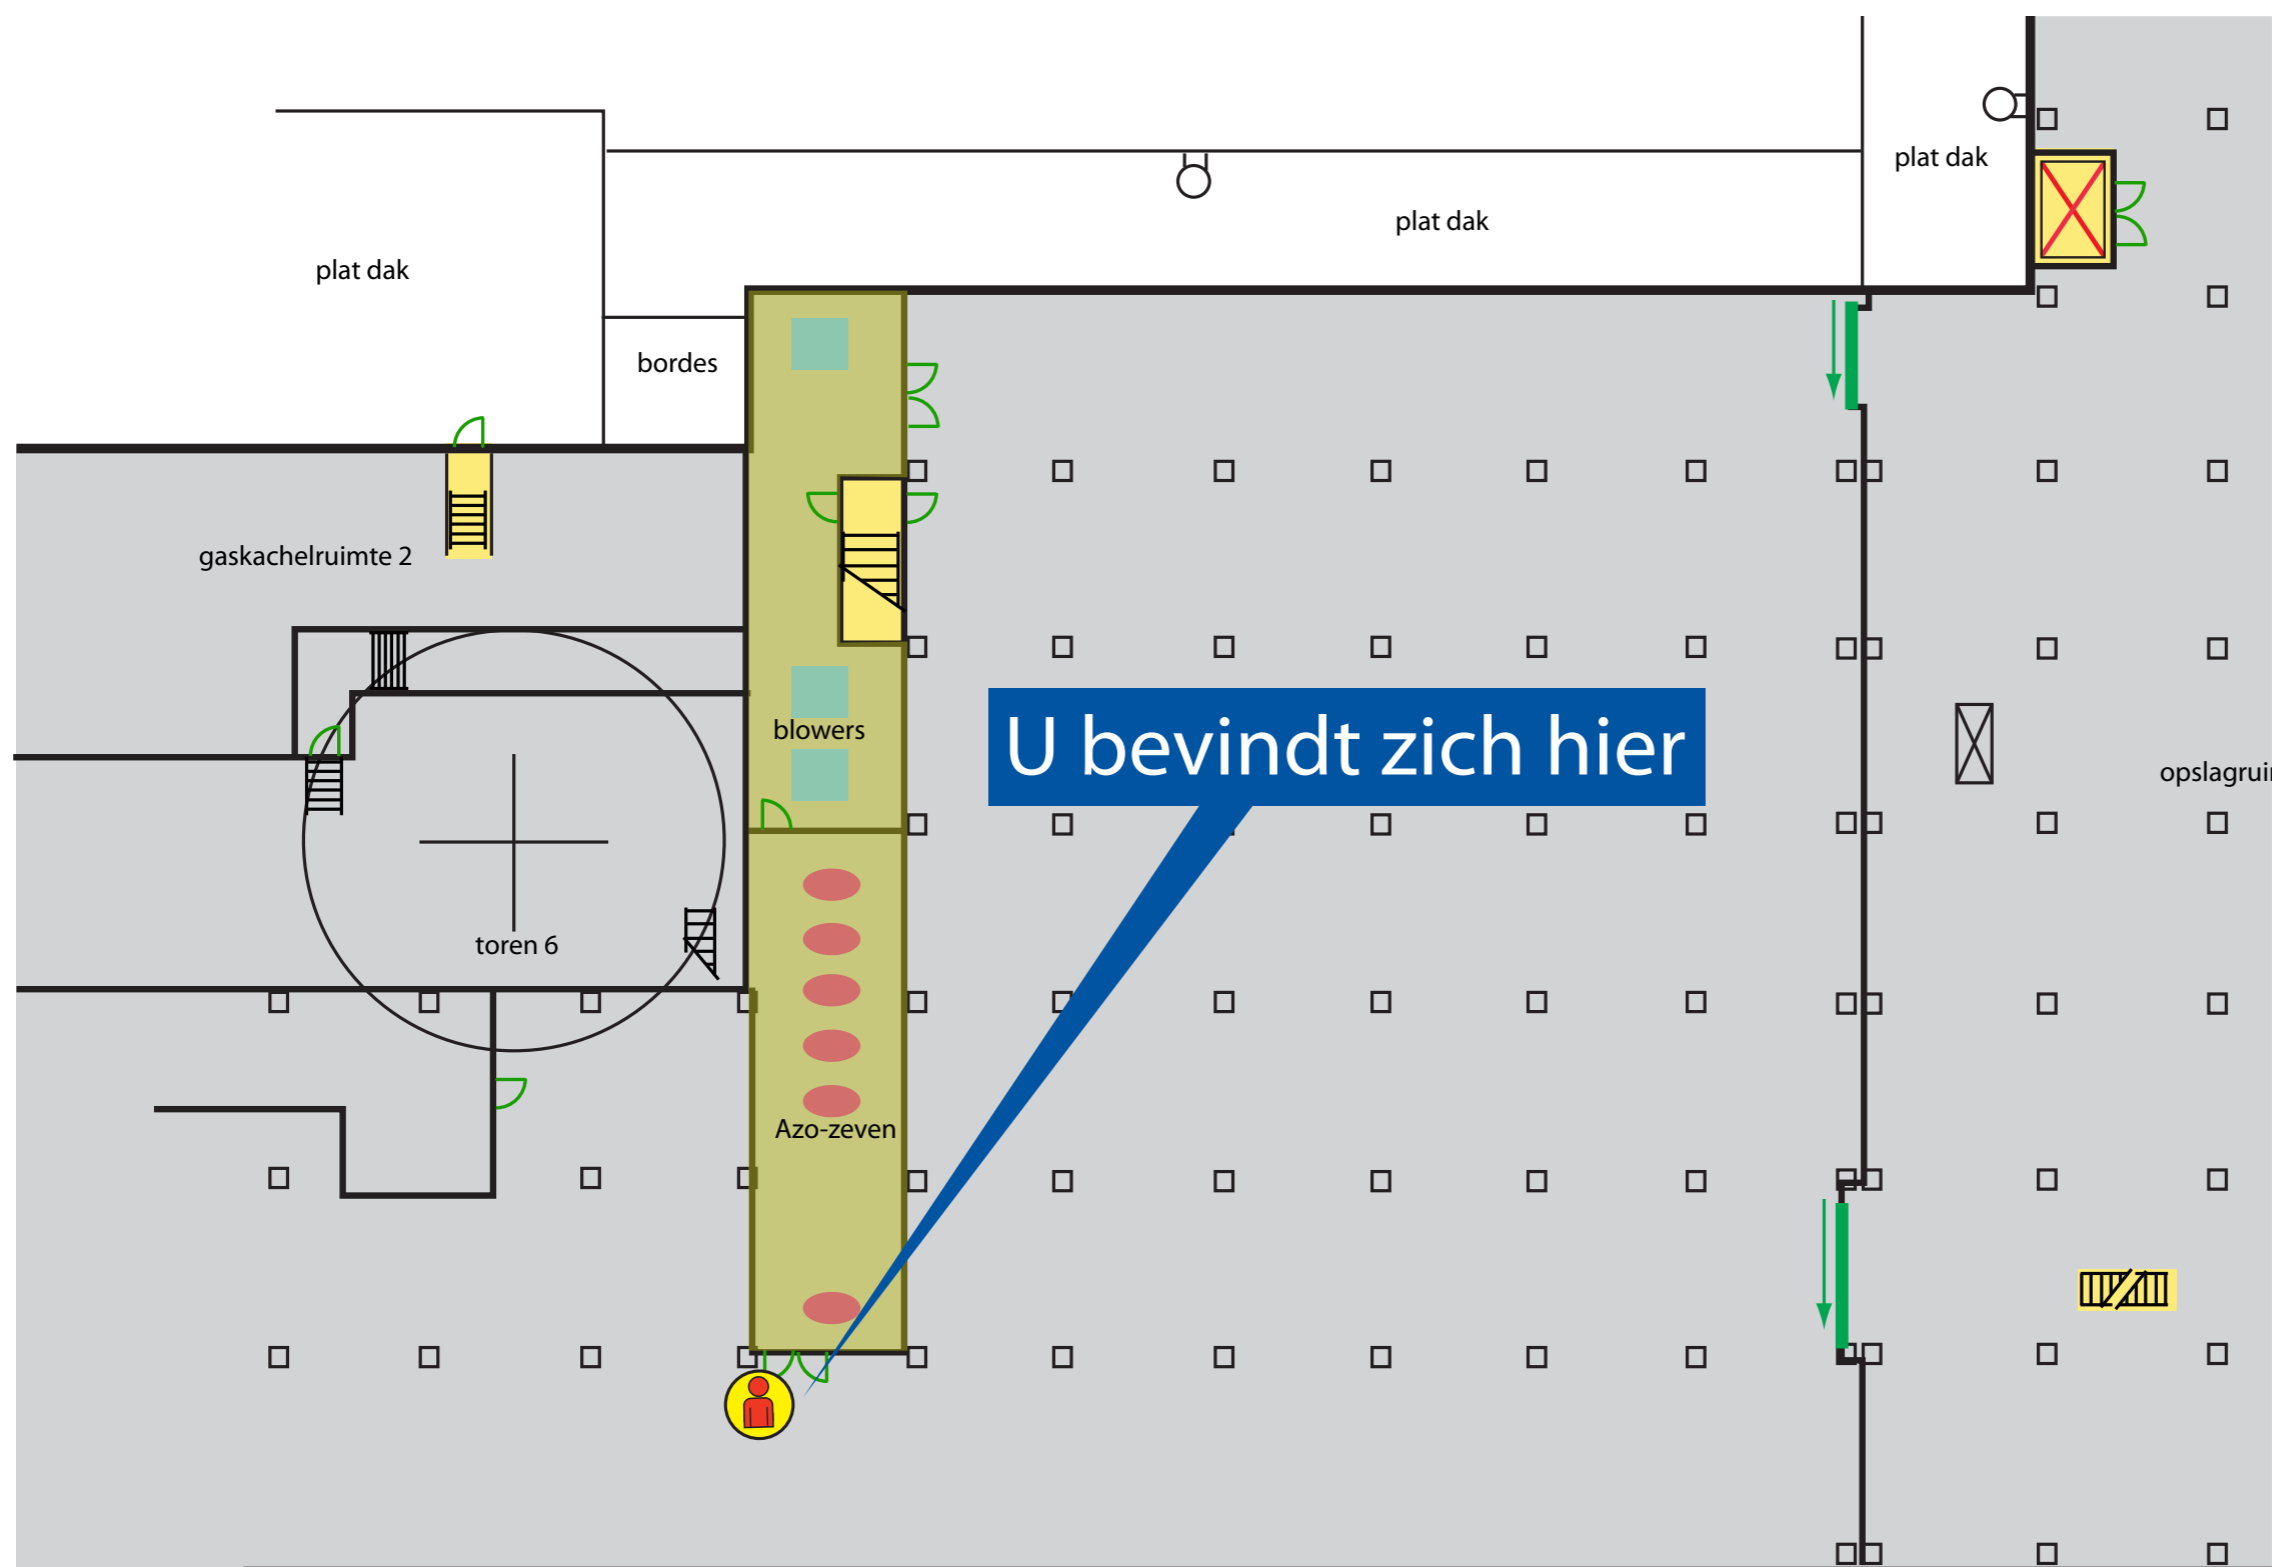 plat dak
plat dak
plat dak
bordes
gaskachelruimte 2
blowers
U bevindt zich hier
toren 6
Azo-zeven